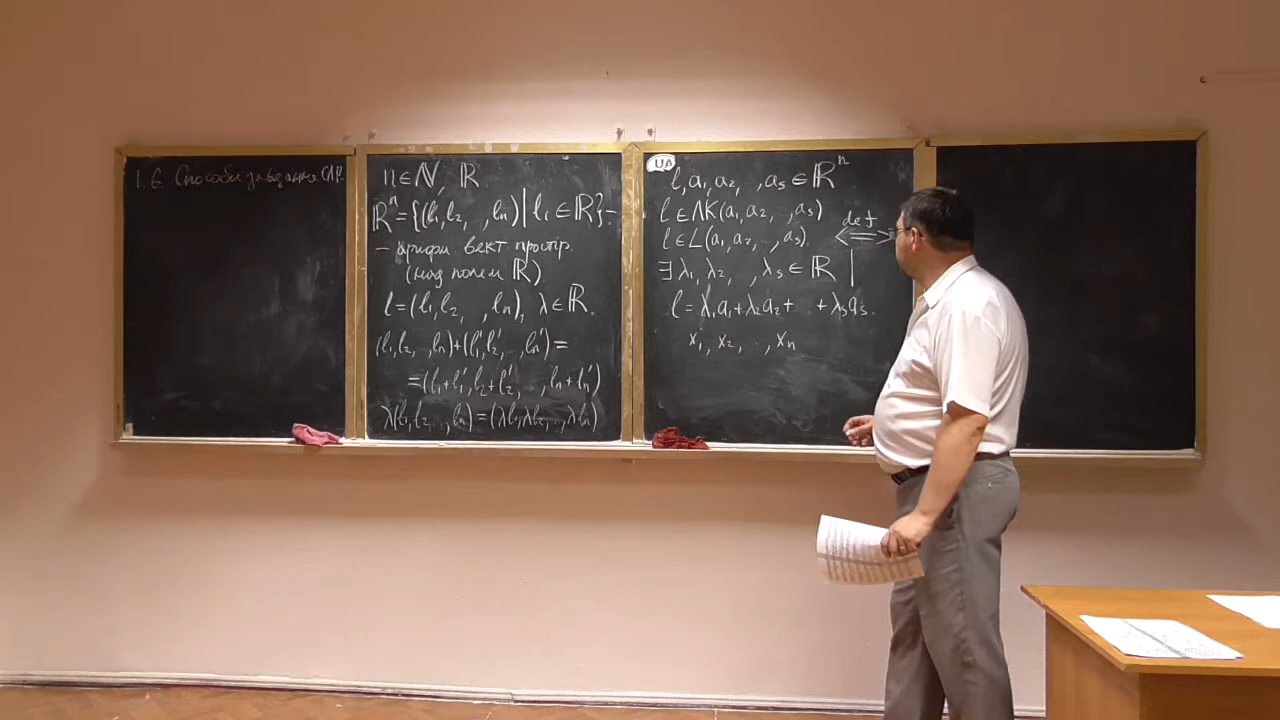 1.6. Способи завдання СЛР.
n ∈ ℕ, ℝ.
ℝⁿ = {(l₁, l₂, , lₙ) | lᵢ ∈ ℝ} –
– арифм. вект простір.
(над полем ℝ)
l = (l₁, l₂, , lₙ), λ ∈ ℝ.
(l₁, l₂, , lₙ) + (l₁', l₂', , lₙ') =
= (l₁ + l₁', l₂ + l₂', .., lₙ + lₙ')
λ(l₁, l₂, .., lₙ) = (λl₁, λl₂, .., λlₙ)
UA
l, a₁, a₂, , aₛ ∈ ℝⁿ
l ∈ ΛK(a₁, a₂, , aₛ)
l ∈ L(a₁, a₂, .., aₛ). ⟺ def
∃ λ₁, λ₂, , λₛ ∈ ℝ |
l = λ₁a₁ + λ₂a₂ + .. + λₛaₛ.
x₁, x₂, .., xₙ